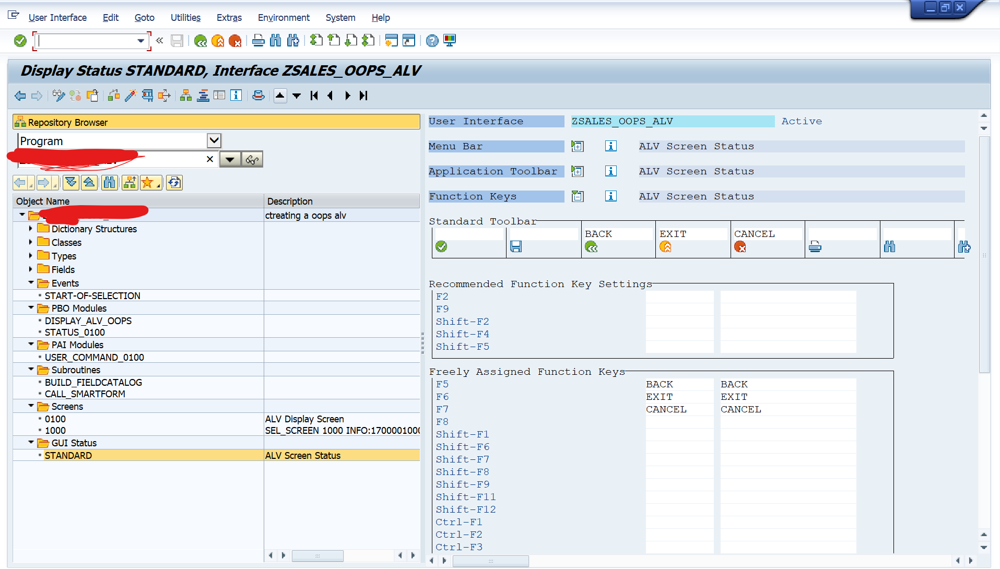 User Interface Edit Goto Utilities Extras Environment System Help
Display Status STANDARD, Interface ZSALES_OOPS_ALV
Repository Browser
Program
Object Name Description
ctreating a oops alv
Dictionary Structures
Classes
Types
Fields
Events
START-OF-SELECTION
PBO Modules
DISPLAY_ALV_OOPS
STATUS_0100
PAI Modules
USER_COMMAND_0100
Subroutines
BUILD_FIELDCATALOG
CALL_SMARTFORM
Screens
0100 ALV Display Screen
1000 SEL_SCREEN 1000 INFO:1700001000
GUI Status
STANDARD ALV Screen Status
User Interface ZSALES_OOPS_ALV Active
Menu Bar ALV Screen Status
Application Toolbar ALV Screen Status
Function Keys ALV Screen Status
Standard Toolbar
BACK EXIT CANCEL
Recommended Function Key Settings
F2
F9
Shift-F2
Shift-F4
Shift-F5
Freely Assigned Function Keys
F5 BACK BACK
F6 EXIT EXIT
F7 CANCEL CANCEL
F8
Shift-F1
Shift-F6
Shift-F7
Shift-F8
Shift-F9
Shift-F11
Shift-F12
Ctrl-F1
Ctrl-F2
Ctrl-F3